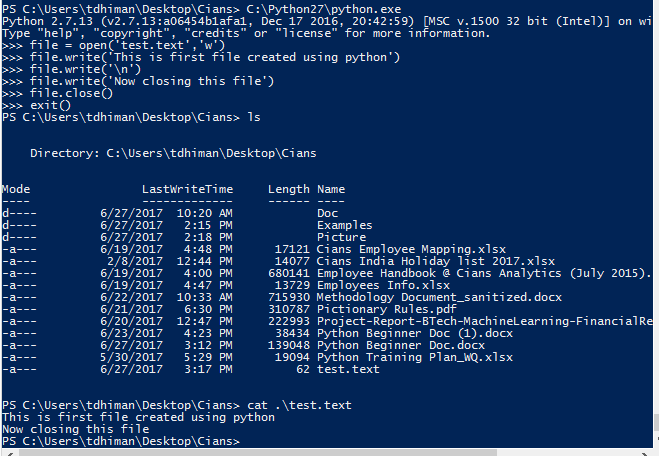 PS C:\Users\tdhiman\Desktop\Cians> C:\Python27\python.exe
Python 2.7.13 (v2.7.13:a06454b1afa1, Dec 17 2016, 20:42:59) [MSC v.1500 32 bit (Intel)] on wi
Type "help", "copyright", "credits" or "license" for more information.
>>> file = open('test.text','w')
>>> file.write('This is first file created using python')
>>> file.write('\n')
>>> file.write('Now closing this file')
>>> file.close()
>>> exit()
PS C:\Users\tdhiman\Desktop\Cians> ls
Directory: C:\Users\tdhiman\Desktop\Cians
Mode LastWriteTime Length Name
---- ------------- ------ ----
d---- 6/27/2017 10:20 AM Doc
d---- 6/27/2017 2:15 PM Examples
d---- 6/27/2017 2:18 PM Picture
-a--- 6/19/2017 4:48 PM 17121 Cians Employee Mapping.xlsx
-a--- 2/8/2017 12:44 PM 14077 Cians India Holiday list 2017.xlsx
-a--- 6/19/2017 4:00 PM 680141 Employee Handbook @ Cians Analytics (July 2015).
-a--- 6/19/2017 4:47 PM 13729 Employees Info.xlsx
-a--- 6/22/2017 10:33 AM 715930 Methodology Document_sanitized.docx
-a--- 6/21/2017 6:30 PM 310787 Pictionary Rules.pdf
-a--- 6/20/2017 12:47 PM 222993 Project-Report-BTech-MachineLearning-FinancialRe
-a--- 6/23/2017 4:23 PM 38434 Python Beginner Doc (1).docx
-a--- 6/27/2017 3:12 PM 139048 Python Beginner Doc.docx
-a--- 5/30/2017 5:29 PM 19094 Python Training Plan_WQ.xlsx
-a--- 6/27/2017 3:17 PM 62 test.text
PS C:\Users\tdhiman\Desktop\Cians> cat .\test.text
This is first file created using python
Now closing this file
PS C:\Users\tdhiman\Desktop\Cians>